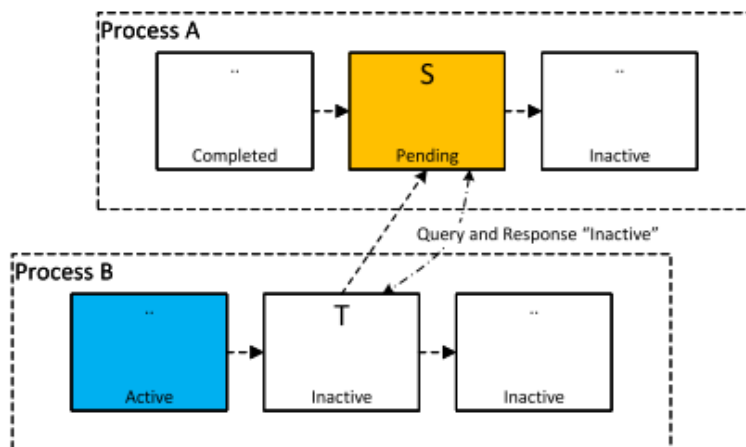 Process A
..
S
..
Completed
Pending
Inactive
Query and Response “Inactive”
Process B
..
T
..
Active
Inactive
Inactive